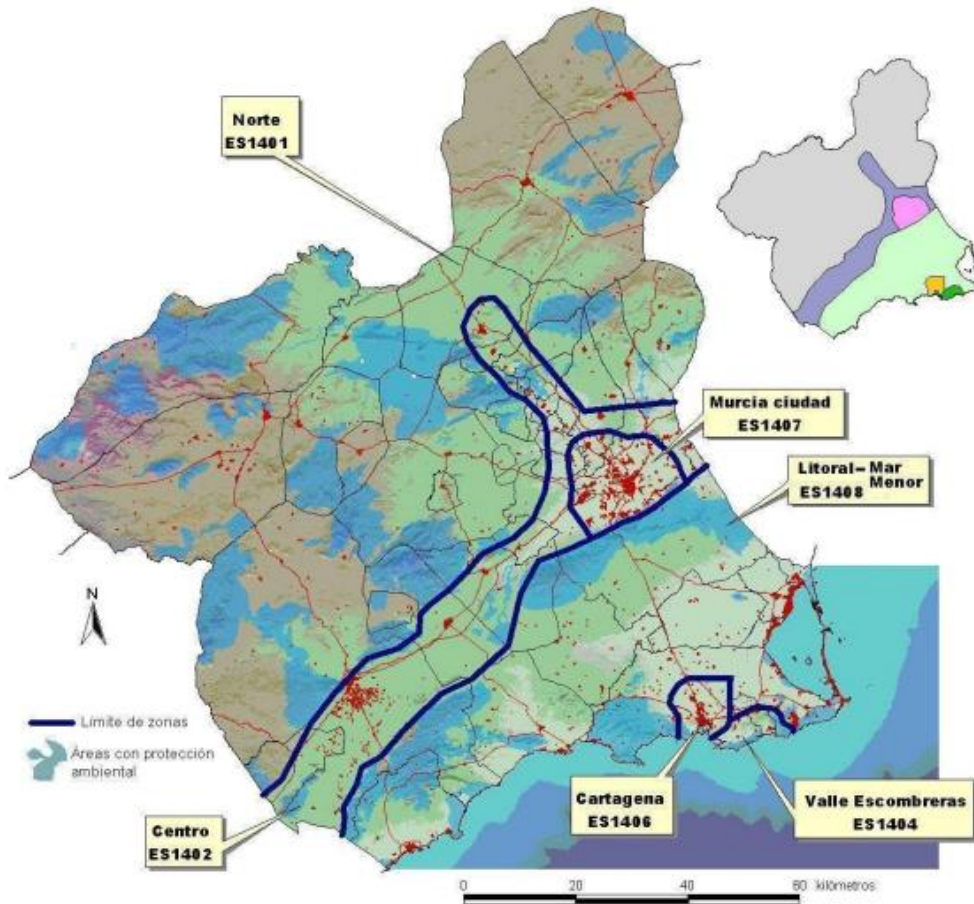 Norte
ES1401
Murcia ciudad
ES1407
Litoral-Mar
Menor
ES1408
N
Límite de zonas
Áreas con protección
ambiental
Cartagena
ES1406
Valle Escombreras
ES1404
Centro
ES1402
0 20 40 60 kilómetros